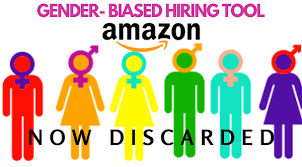 GENDER- BIASED HIRING TOOL
amazon
NOW DISCARDED